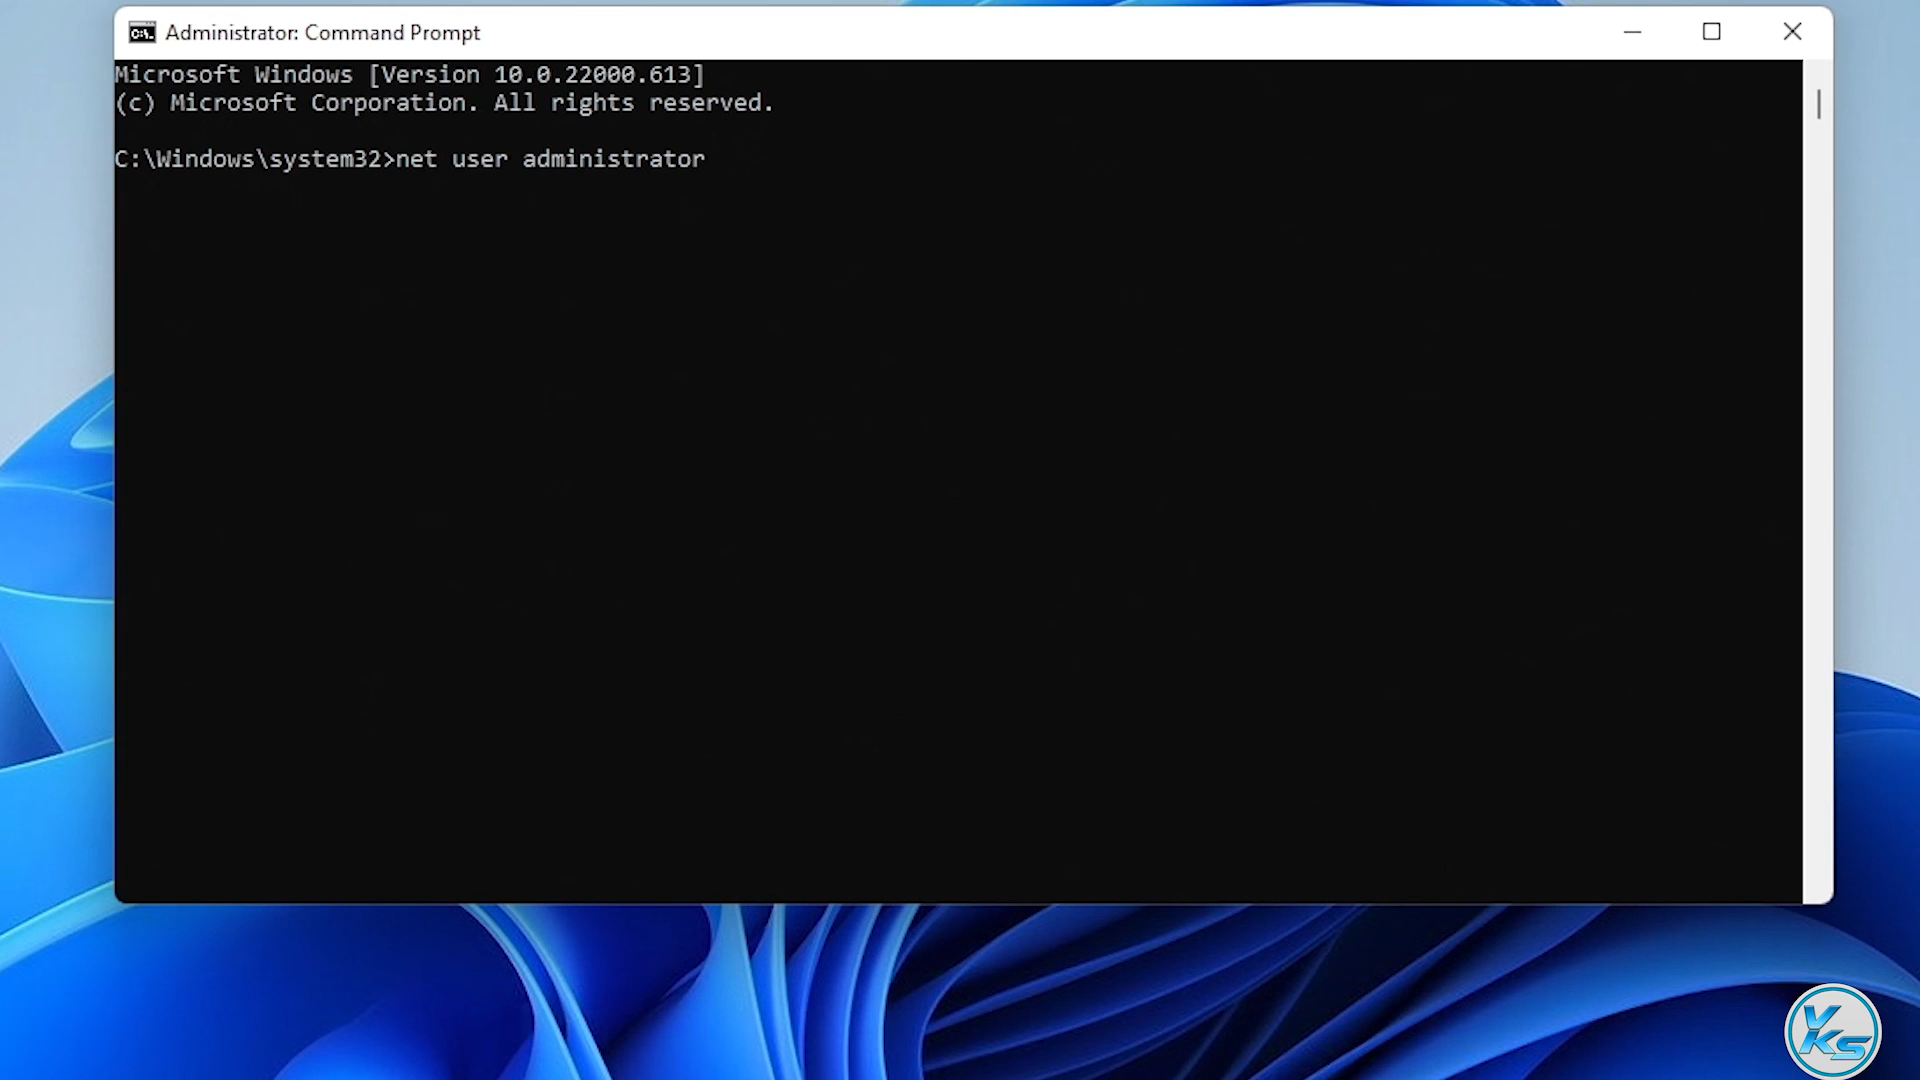 Administrator: Command Prompt
Microsoft Windows [Version 10.0.22000.613]
(c) Microsoft Corporation. All rights reserved.
C:\Windows\system32>net user administrator
YKS